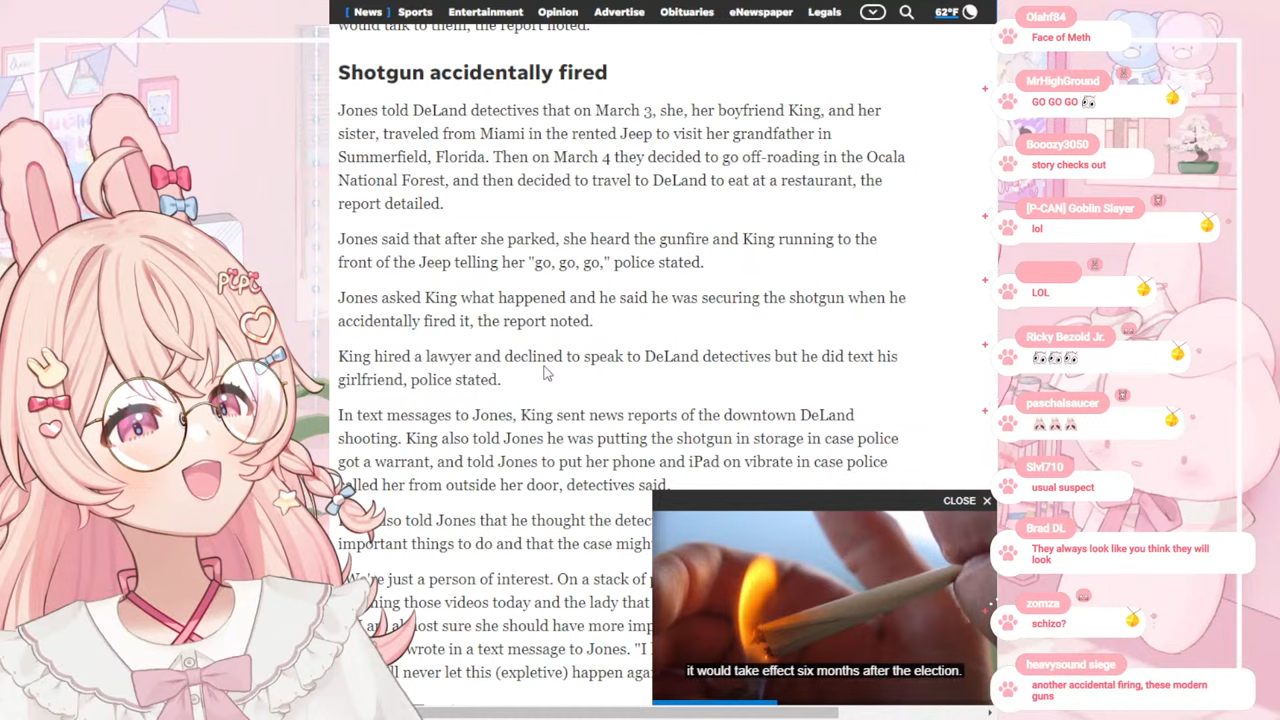 [ News ] Sports Entertainment Opinion Advertise Obituaries eNewspaper Legals 62°F
would talk to them, the report noted.
Shotgun accidentally fired
Jones told DeLand detectives that on March 3, she, her boyfriend King, and her
sister, traveled from Miami in the rented Jeep to visit her grandfather in
Summerfield, Florida. Then on March 4 they decided to go off-roading in the Ocala
National Forest, and then decided to travel to DeLand to eat at a restaurant, the
report detailed.
Jones said that after she parked, she heard the gunfire and King running to the
front of the Jeep telling her "go, go, go," police stated.
Jones asked King what happened and he said he was securing the shotgun when he
accidentally fired it, the report noted.
King hired a lawyer and declined to speak to DeLand detectives but he did text his
girlfriend, police stated.
In text messages to Jones, King sent news reports of the downtown DeLand
shooting. King also told Jones he was putting the shotgun in storage in case police
got a warrant, and told Jones to put her phone and iPad on vibrate in case police
called her from outside her door, detectives said.
also told Jones that he thought the detec
important things to do and that the case migh
We're just a person of interest. On a stack of
ning those videos today and the lady that
almost sure she should have more imp
wrote in a text message to Jones. "I
never let this (expletive) happen aga
CLOSE ×
it would take effect six months after the election.
pipi
Olahf84
Face of Meth
MrHighGround
GO GO GO
Boozy3050
story checks out
[P-CAN] Goblin Slayer
lol
LOL
Ricky Bezold Jr.
paschalsaucer
Slvl710
usual suspect
Brad DL
They always look like you think they will
look
zomza
schizo?
heavysound siege
another accidental firing, these modern
guns